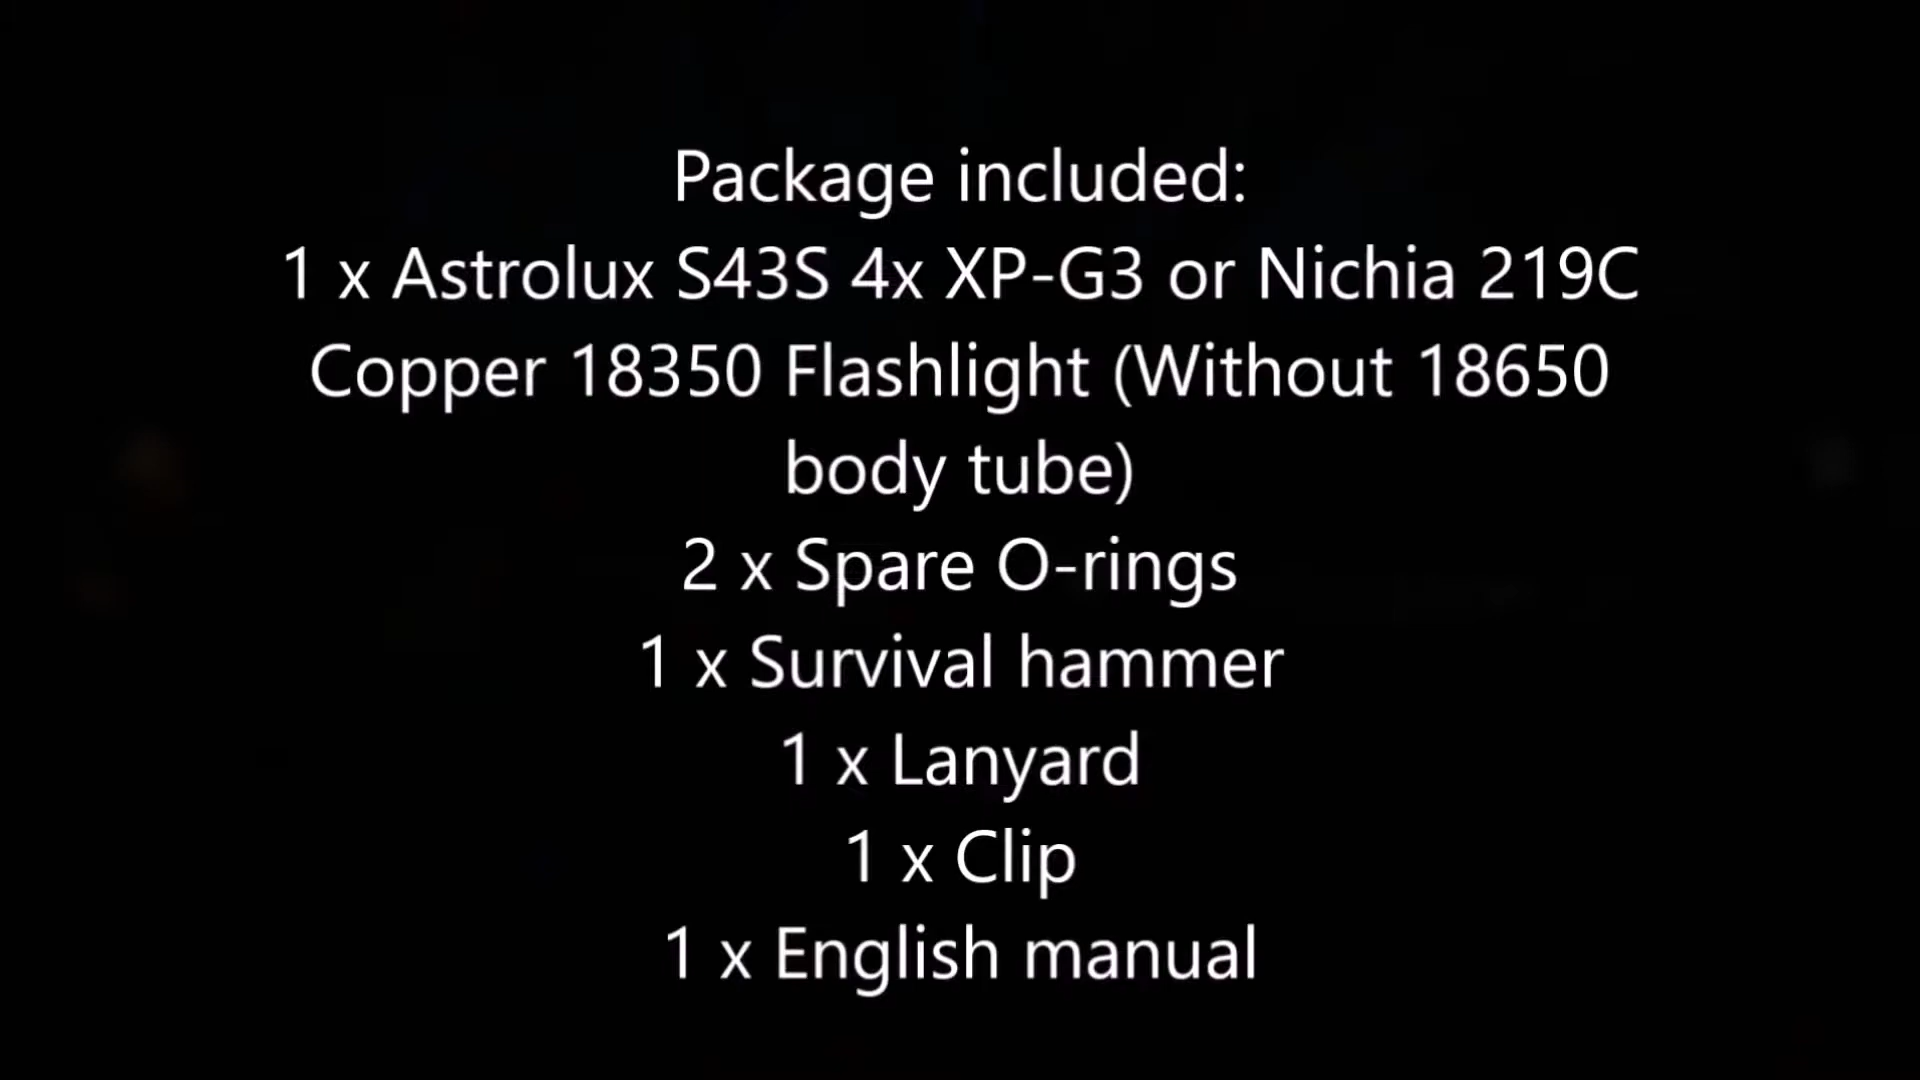 Package included:
1 x Astrolux S43S 4x XP-G3 or Nichia 219C
Copper 18350 Flashlight (Without 18650
body tube)
2 x Spare O-rings
1 x Survival hammer
1 x Lanyard
1 x Clip
1 x English manual